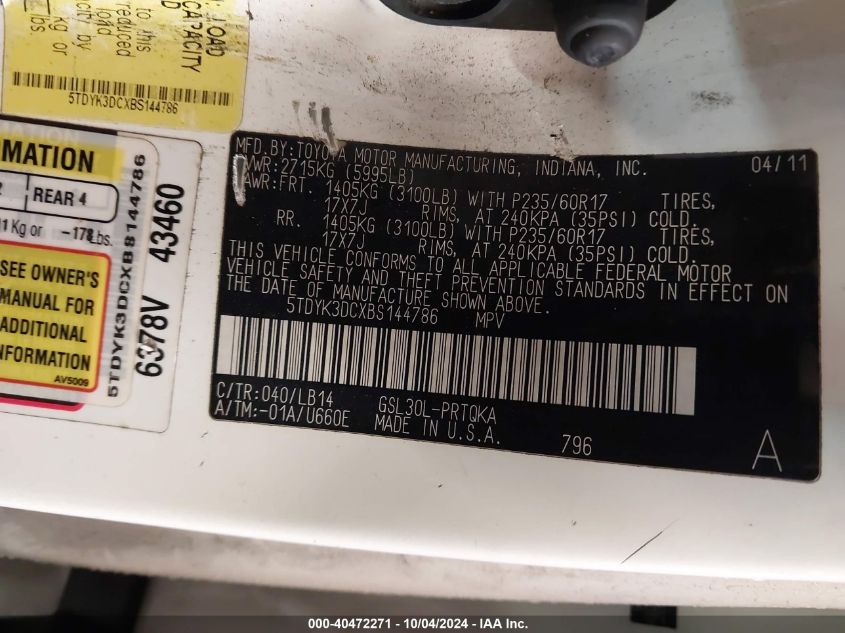 LOAD
CAPACITY
to this
reduced
load
city by
kg or
lbs
5TDYK3DCXBS144786
MATION
REAR 4
Kg or -178Lbs.
SEE OWNER'S
MANUAL FOR
ADDITIONAL
INFORMATION
AV5009
5TDYK3DCXBS144786
6378V 43460
MFD.BY:TOYOTA MOTOR MANUFACTURING, INDIANA, INC. 04/11
VWR:2715KG (5995LB)
AWR:FRT. 1405KG (3100LB) WITH P235/60R17 TIRES,
17X7J RIMS, AT 240KPA (35PSI) COLD.
RR. 1405KG (3100LB) WITH P235/60R17 TIRES,
17X7J RIMS, AT 240KPA (35PSI) COLD.
THIS VEHICLE CONFORMS TO ALL APPLICABLE FEDERAL MOTOR
VEHICLE SAFETY AND THEFT PREVENTION STANDARDS IN EFFECT ON
THE DATE OF MANUFACTURE SHOWN ABOVE.
5TDYK3DCXBS144786 MPV
C/TR:040/LB14 GSL30L-PRTQKA
A/TM:-01A/U660E MADE IN U.S.A. 796 A
000-40472271 - 10/04/2024 - IAA Inc.